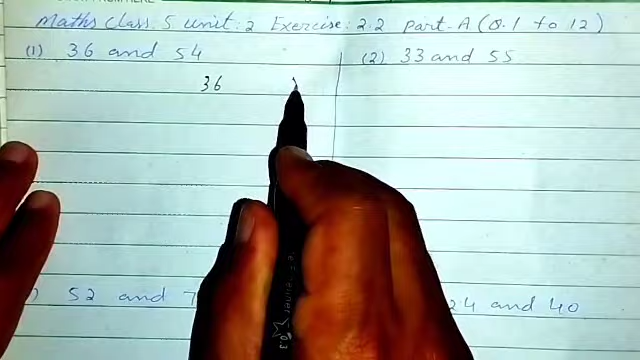 Maths Class. 5 unit: 2 Exercise: 2.2 part-A (Q.1 to 12)
(1) 36 and 54
(2) 33 and 55
36
52 and
24 and 40